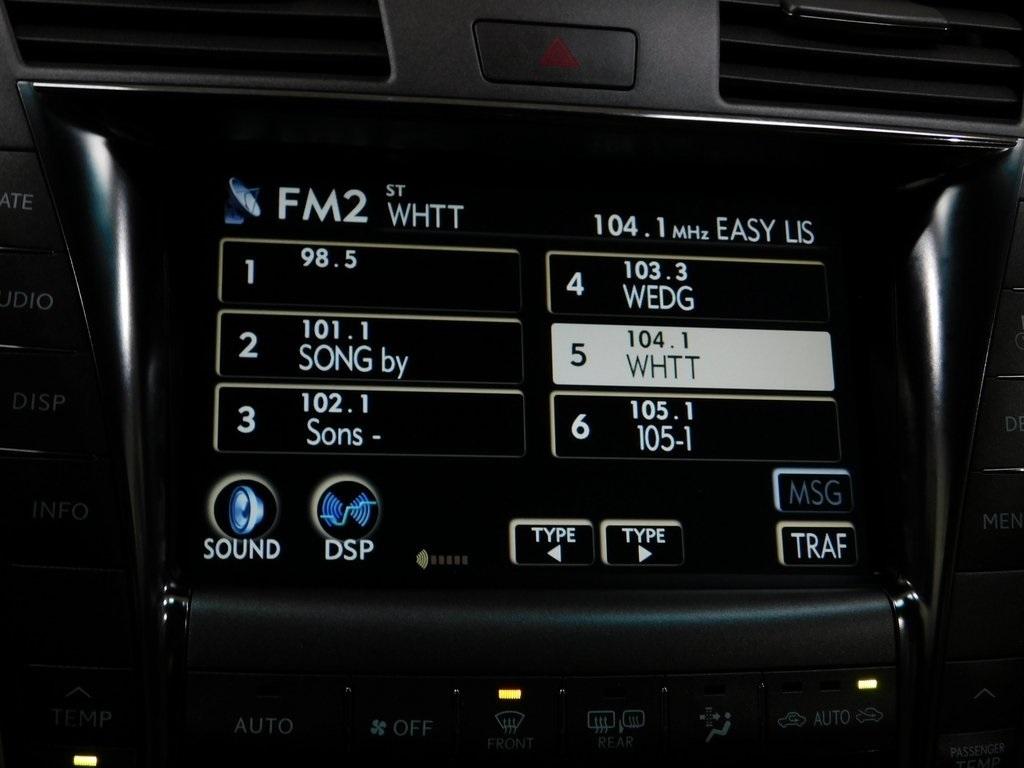 FM2 ST WHTT 104.1 MHz EASY LIS
1 98.5
2 101.1
SONG by
3 102.1
Sons -
4 103.3
WEDG
5 104.1
WHTT
6 105.1
105-1
MSG
SOUND
DSP
TYPE
TYPE
TRAF
ATE
UDIO
DISP
INFO
DE
MEN
TEMP
AUTO
OFF
FRONT
REAR
AUTO
PASSENGER
TEMP